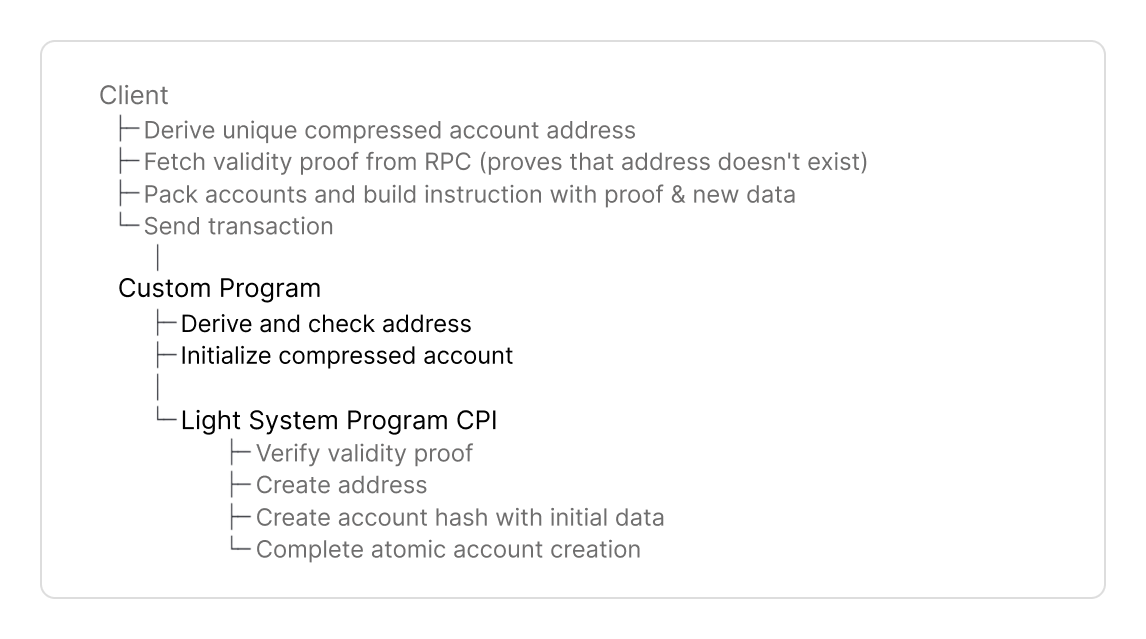 Client
├─ Derive unique compressed account address
├─ Fetch validity proof from RPC (proves that address doesn't exist)
├─ Pack accounts and build instruction with proof & new data
└─ Send transaction
│
Custom Program
├─ Derive and check address
├─ Initialize compressed account
│
└─ Light System Program CPI
├─ Verify validity proof
├─ Create address
├─ Create account hash with initial data
└─ Complete atomic account creation